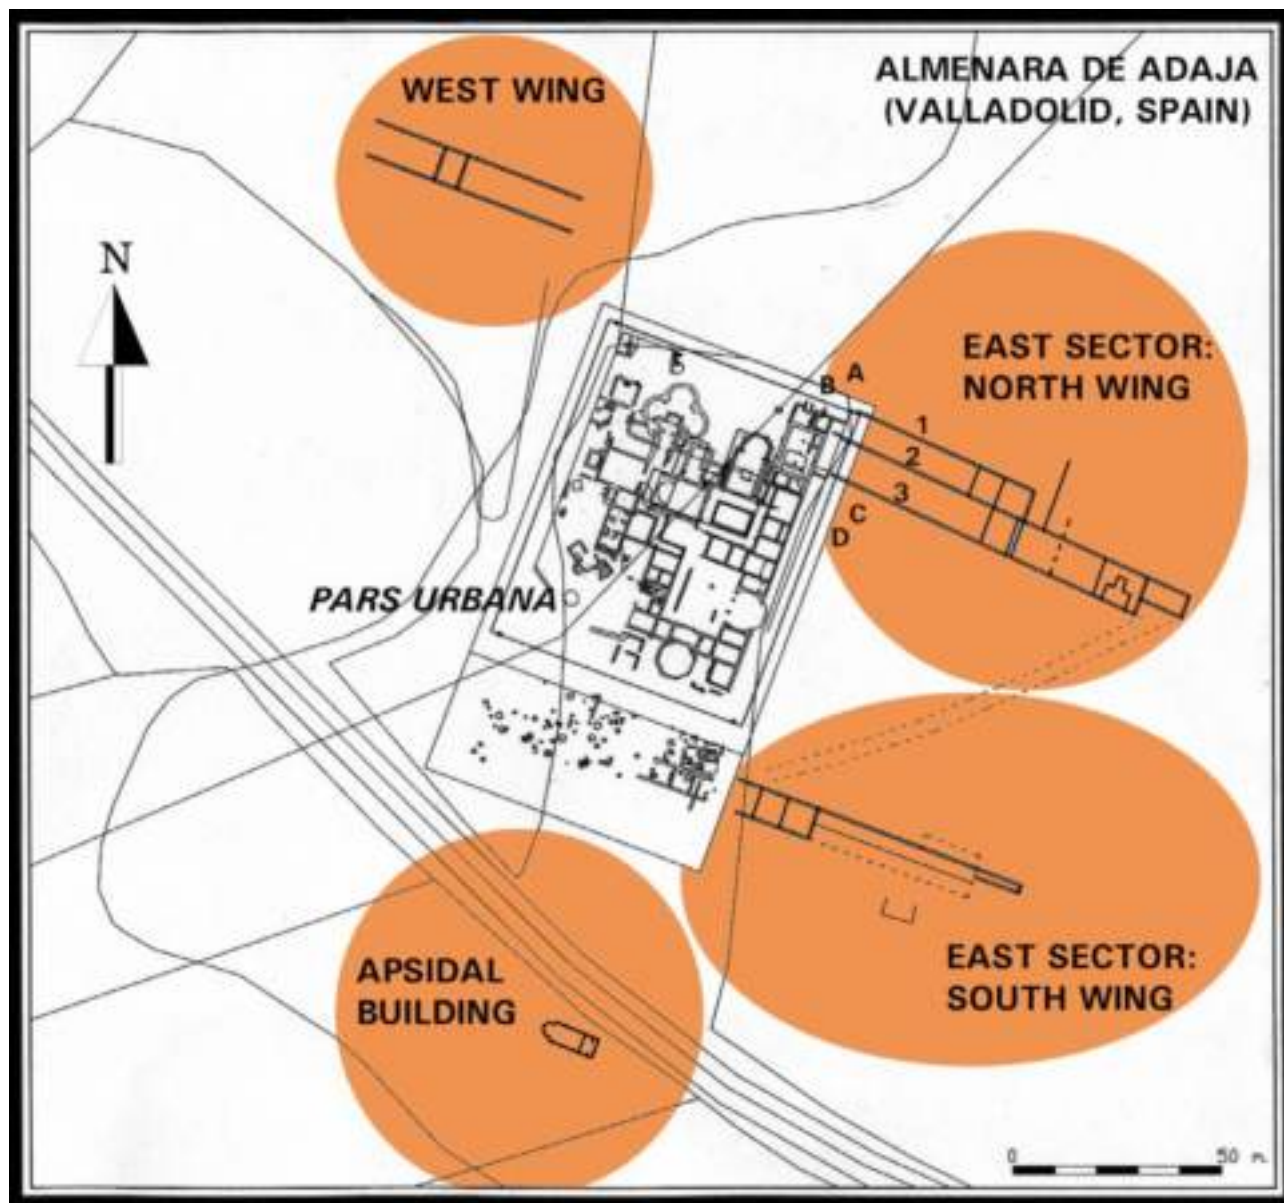 ALMENARA DE ADAJA
(VALLADOLID, SPAIN)
WEST WING
N
EAST SECTOR:
NORTH WING
A
B
1
2
3
C
D
PARS URBANA
EAST SECTOR:
SOUTH WING
APSIDAL
BUILDING
0 50 m.